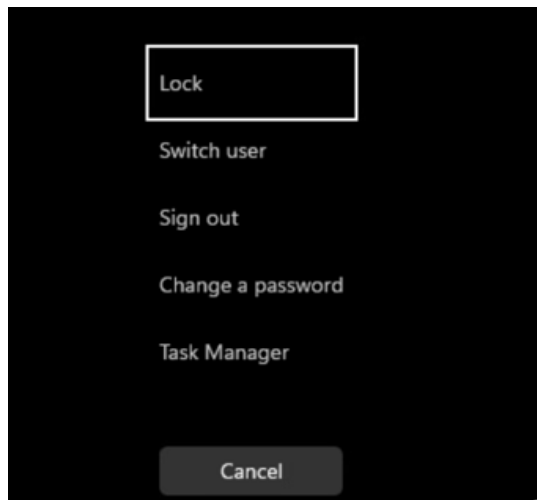 Lock
Switch user
Sign out
Change a password
Task Manager
Cancel